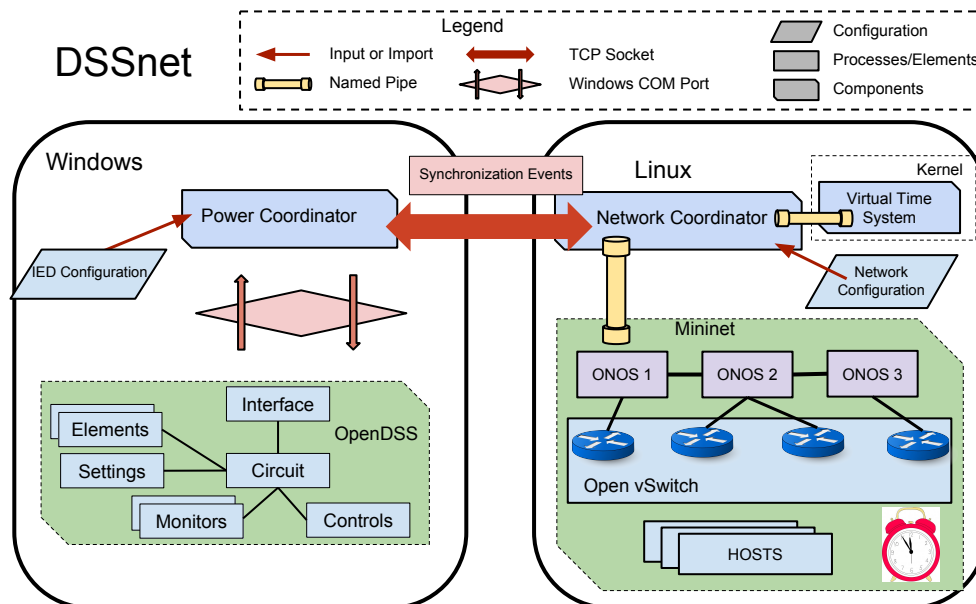 DSSnet
Legend
Input or Import
TCP Socket
Configuration
Named Pipe
Windows COM Port
Processes/Elements
Components
Windows
Synchronization Events
Linux
Kernel
Power Coordinator
Network Coordinator
Virtual Time
System
IED Configuration
Network
Configuration
Mininet
ONOS 1
ONOS 2
ONOS 3
Interface
OpenDSS
Elements
Settings
Circuit
Monitors
Controls
Open vSwitch
HOSTS